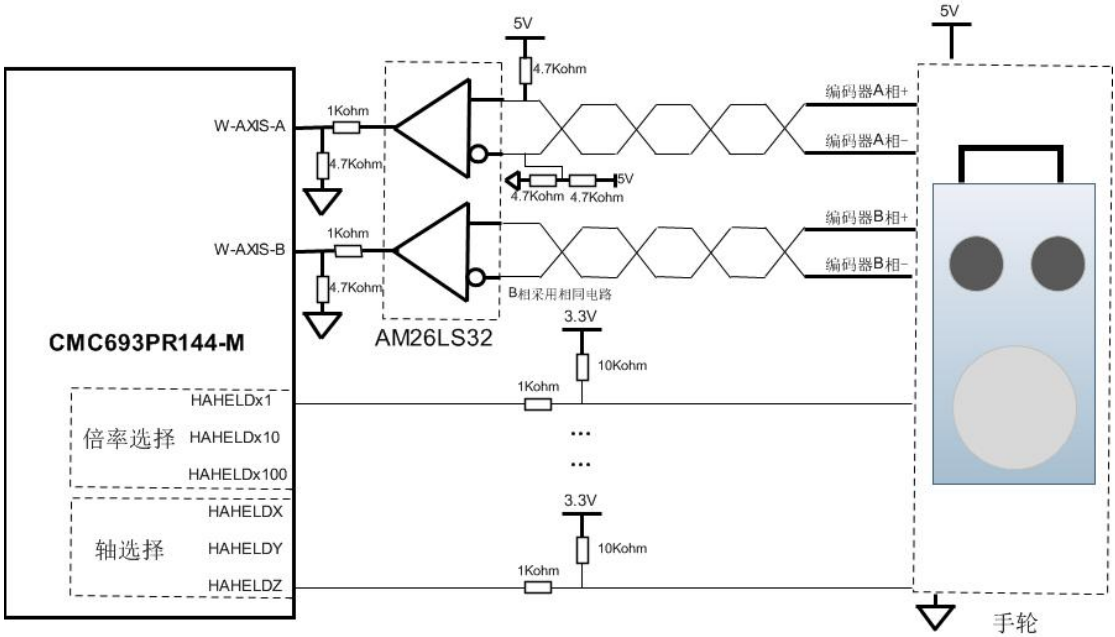 5V
5V
4.7Kohm
编码器A相+
1Kohm
W-AXIS-A
编码器A相-
4.7Kohm
5V
4.7Kohm 4.7Kohm
编码器B相+
1Kohm
W-AXIS-B
编码器B相-
4.7Kohm
B相采用相同电路
3.3V
AM26LS32
CMC693PR144-M
10Kohm
1Kohm
HAHELDx1
...
倍率选择 HAHELDx10
...
HAHELDx100
3.3V
HAHELDX
轴选择 HAHELDY
10Kohm
1Kohm
HAHELDZ
手轮